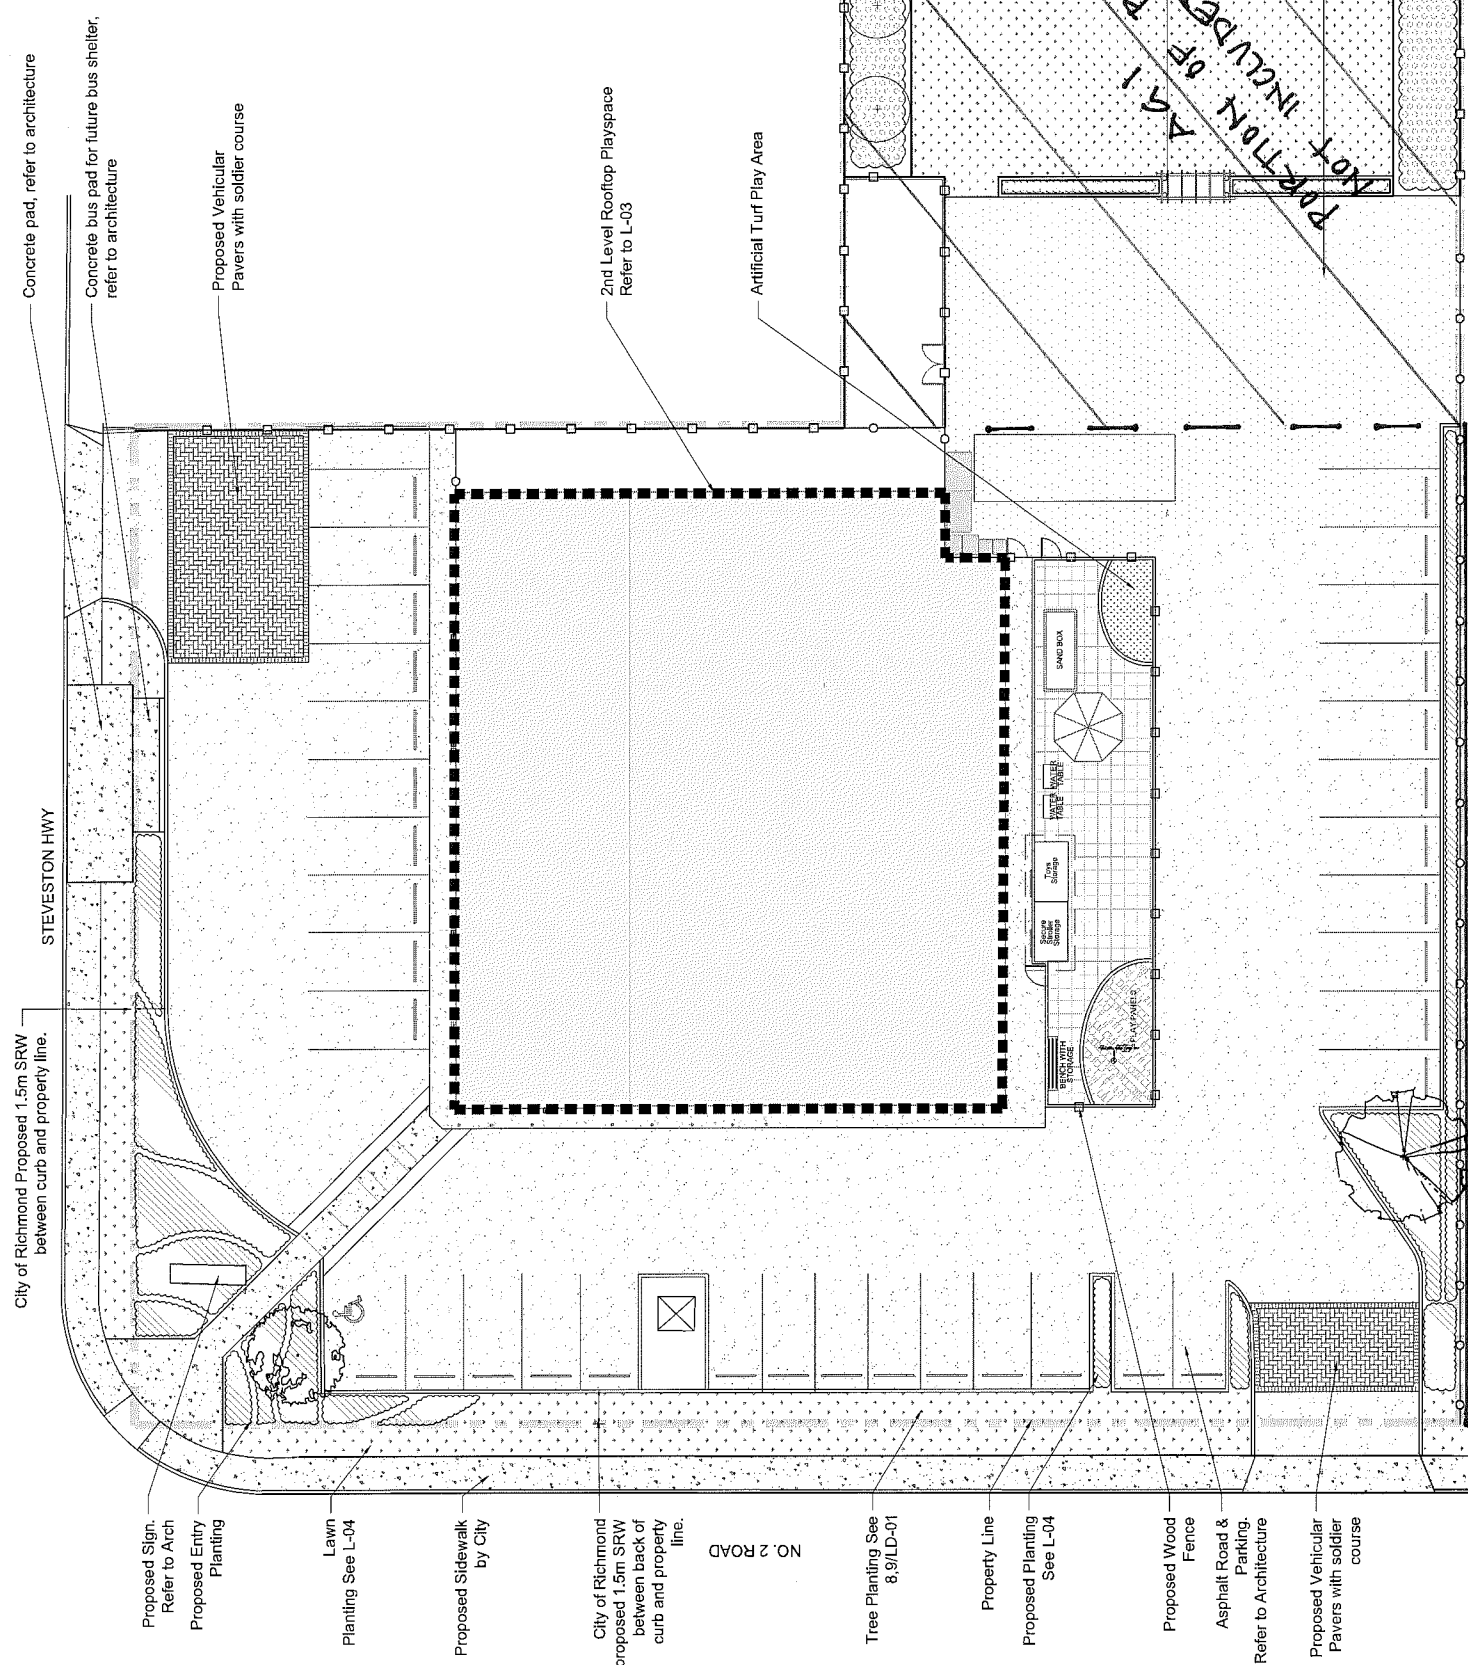 Concrete pad, refer to architecture
Concrete bus pad for future bus shelter,
refer to architecture
Proposed Vehicular
Pavers with soldier course
2nd Level Rooftop Playspace
Refer to L-03
Artificial Turf Play Area
AG1
PORTION OF
NOT INCLUDE
STEVESTON HWY
City of Richmond Proposed 1.5m SRW
between curb and property line.
SAND BOX
WATER
TABLE
WATER
TABLE
Toys
Storage
Secure
Stroller
Storage
BENCH WITH
STORAGE
PLAY PANELS
Proposed Sign.
Refer to Arch
Proposed Entry
Planting
Lawn
Planting See L-04
Proposed Sidewalk
by City
City of Richmond
proposed 1.5m SRW
between back of
curb and property
line.
NO. 2 ROAD
Tree Planting See
8,9/LD-01
Property Line
Proposed Planting
See L-04
Proposed Wood
Fence
Asphalt Road &
Parking.
Refer to Architecture
Proposed Vehicular
Pavers with soldier
course